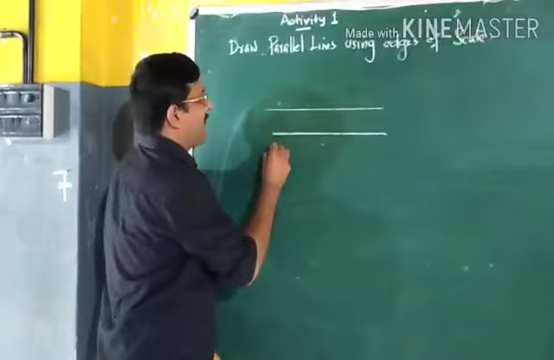 Activity 1
Made with KINEMASTER
Draw Parallel Lines using edges of Scale.
7